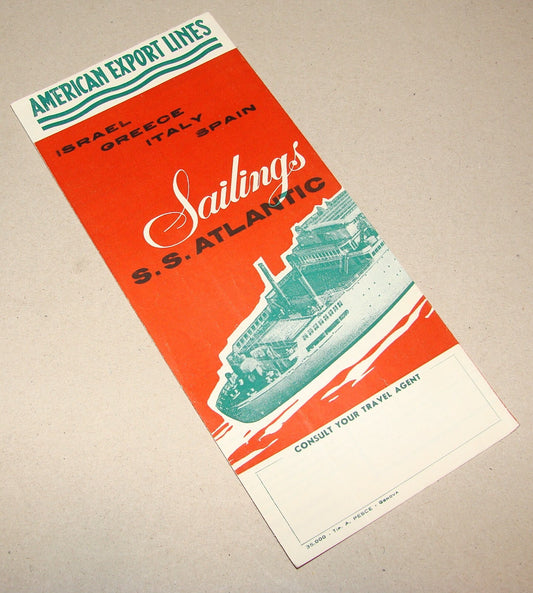 AMERICAN EXPORT LINES
ISRAEL
GREECE
ITALY
SPAIN
Sailings
S.S. ATLANTIC
CONSULT YOUR TRAVEL AGENT
35.000 - Tip. A. PESCE - GENOVA